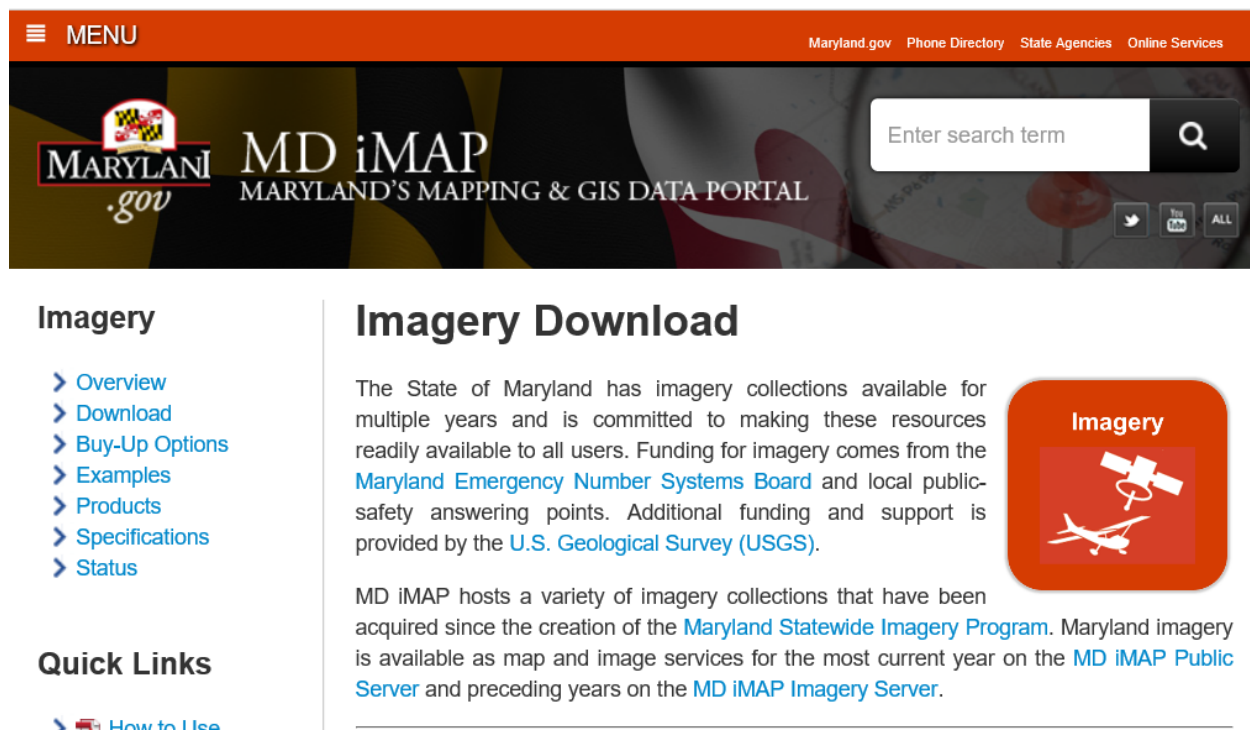 MENU
Maryland.gov Phone Directory State Agencies Online Services
MARYLAND
.gov
MD iMAP
MARYLAND'S MAPPING & GIS DATA PORTAL
Enter search term
You
Tube
ALL
Imagery
Overview
Download
Buy-Up Options
Examples
Products
Specifications
Status
Quick Links
How to Use
Imagery Download
The State of Maryland has imagery collections available for
multiple years and is committed to making these resources
readily available to all users. Funding for imagery comes from the
Maryland Emergency Number Systems Board and local public-
safety answering points. Additional funding and support is
provided by the U.S. Geological Survey (USGS).
Imagery
MD iMAP hosts a variety of imagery collections that have been
acquired since the creation of the Maryland Statewide Imagery Program. Maryland imagery
is available as map and image services for the most current year on the MD iMAP Public
Server and preceding years on the MD iMAP Imagery Server.